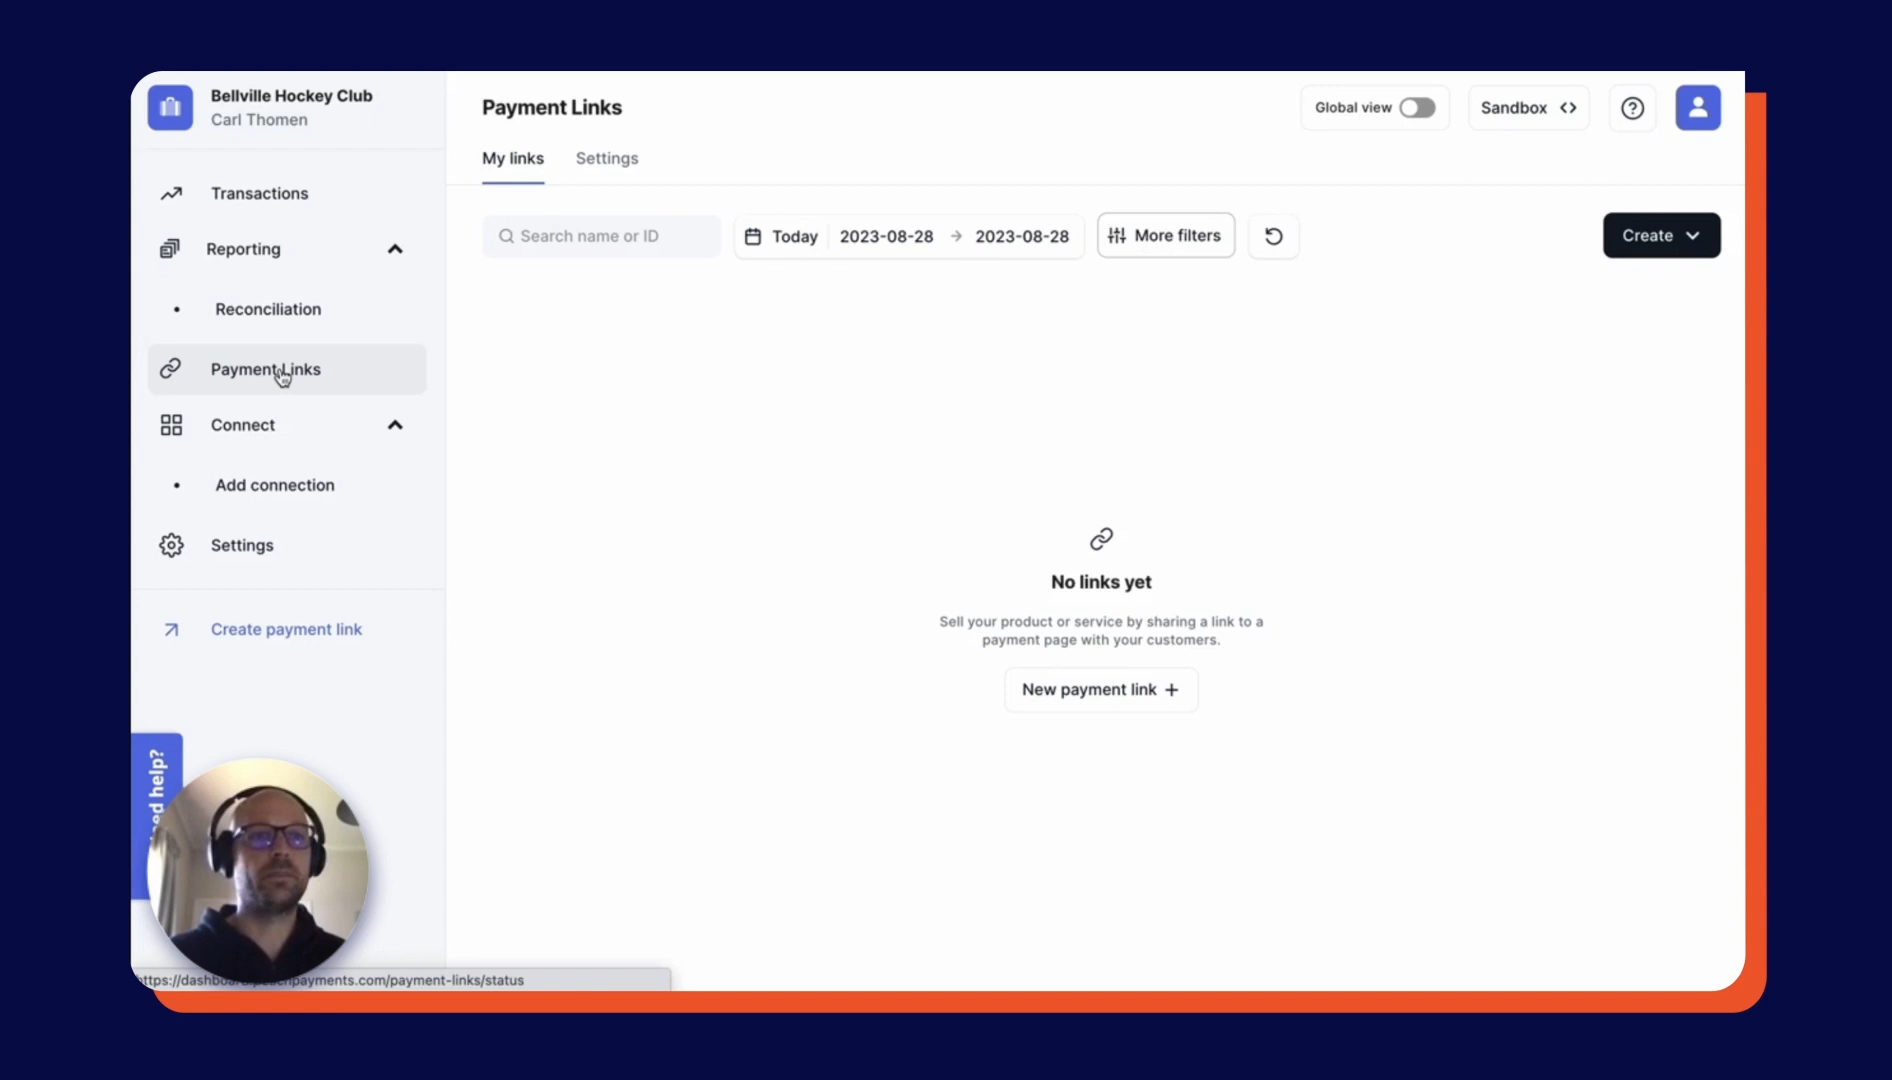 Bellville Hockey Club
Carl Thomen
Transactions
Reporting
Reconciliation
Payment Links
Connect
Add connection
Settings
Create payment link
help?
Payment Links
Global view
Sandbox
My links
Settings
Search name or ID
Today 2023-08-28 → 2023-08-28
More filters
Create
No links yet
Sell your product or service by sharing a link to a
payment page with your customers.
New payment link +
payments.com/payment-links/status